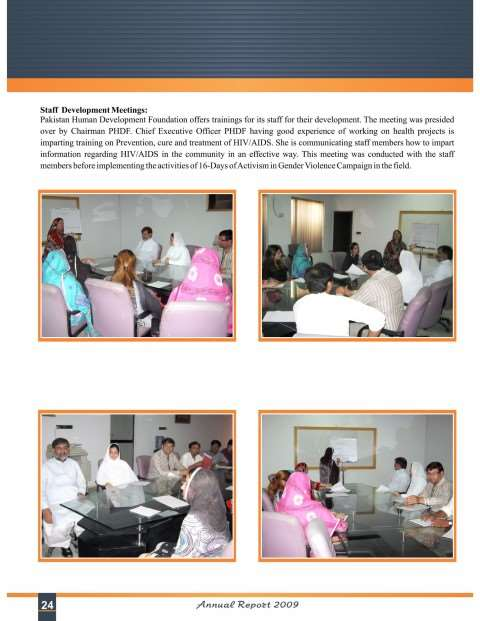 Staff Development Meetings:
Pakistan Human Development Foundation offers trainings for its staff for their development. The meeting was presided
over by Chairman PHDF. Chief Executive Officer PHDF having good experience of working on health projects is
imparting training on Prevention, cure and treatment of HIV/AIDS. She is communicating staff members how to impart
information regarding HIV/AIDS in the community in an effective way. This meeting was conducted with the staff
members before implementing the activities of 16-Days of Activism in Gender Violence Campaign in the field.
24
Annual Report 2009